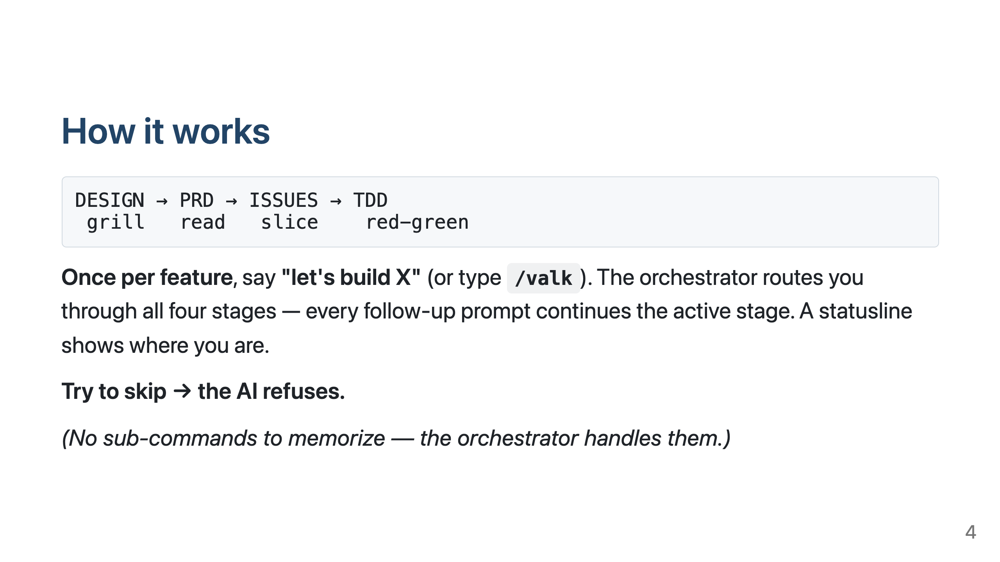 How it works
DESIGN → PRD → ISSUES → TDD
 grill   read   slice    red-green
Once per feature, say "let's build X" (or type /valk). The orchestrator routes you
through all four stages — every follow-up prompt continues the active stage. A statusline
shows where you are.
Try to skip → the AI refuses.
(No sub-commands to memorize — the orchestrator handles them.)
4